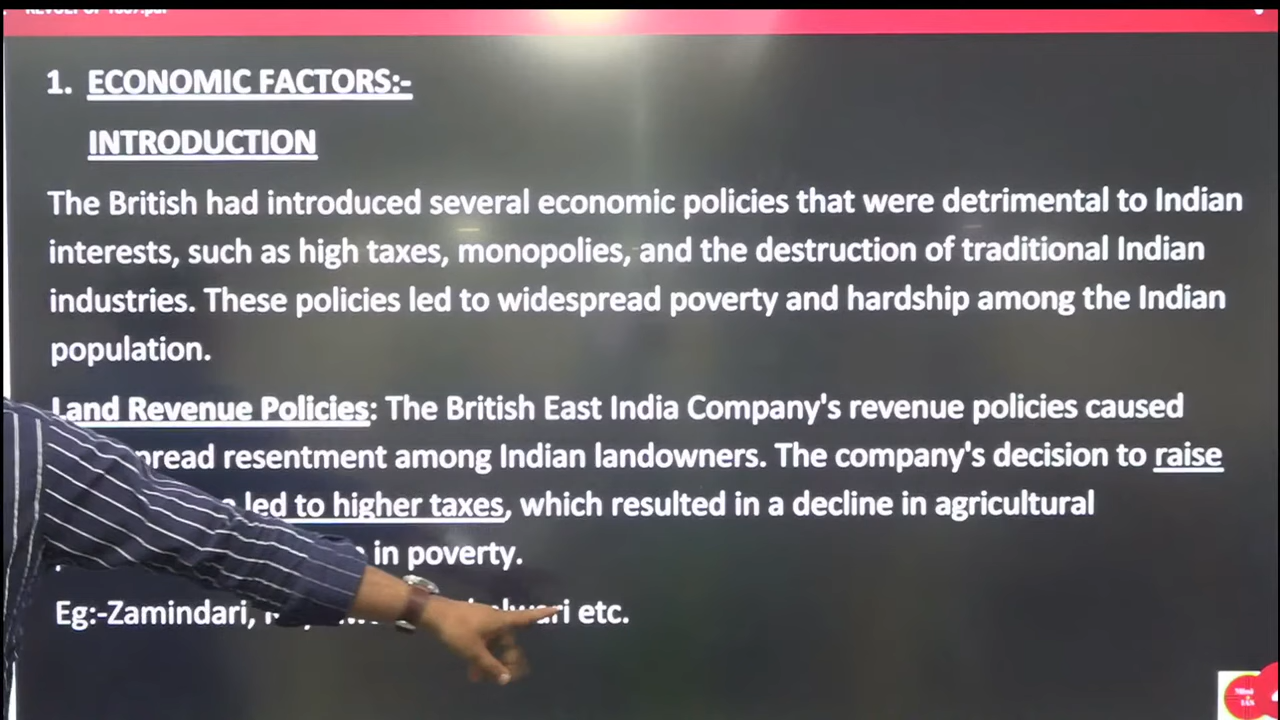 1. ECONOMIC FACTORS:-
INTRODUCTION
The British had introduced several economic policies that were detrimental to Indian
interests, such as high taxes, monopolies, and the destruction of traditional Indian
industries. These policies led to widespread poverty and hardship among the Indian
population.
Land Revenue Policies: The British East India Company's revenue policies caused
resentment among Indian landowners. The company's decision to raise
led to higher taxes, which resulted in a decline in agricultural
in poverty.
Eg:-Zamindari, etc.